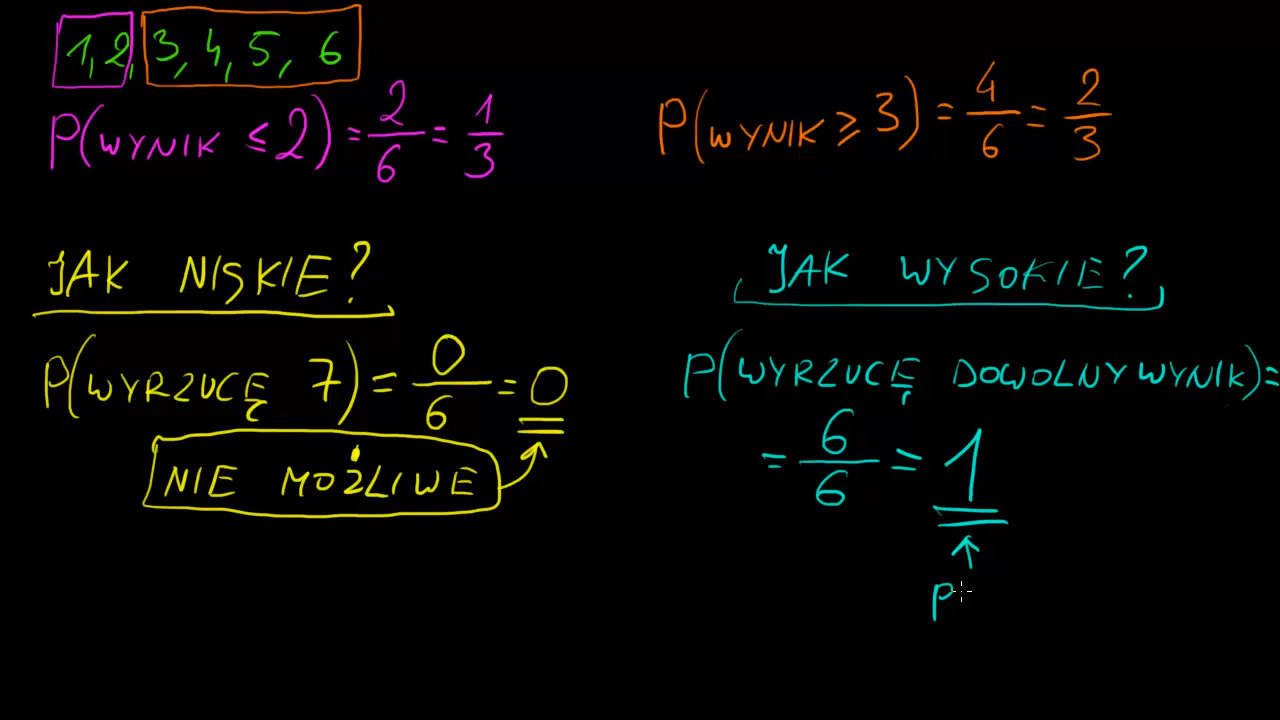 1, 2, 3, 4, 5, 6
P(WYNIK ≤ 2) = 2/6 = 1/3
P(WYNIK ≥ 3) = 4/6 = 2/3
JAK NISKIE?
P(WYRZUCĘ 7) = 0/6 = 0
NIE MOŻLIWE
JAK WYSOKIE?
P(WYRZUCĘ DOWOLNY WYNIK) =
= 6/6 = 1
P